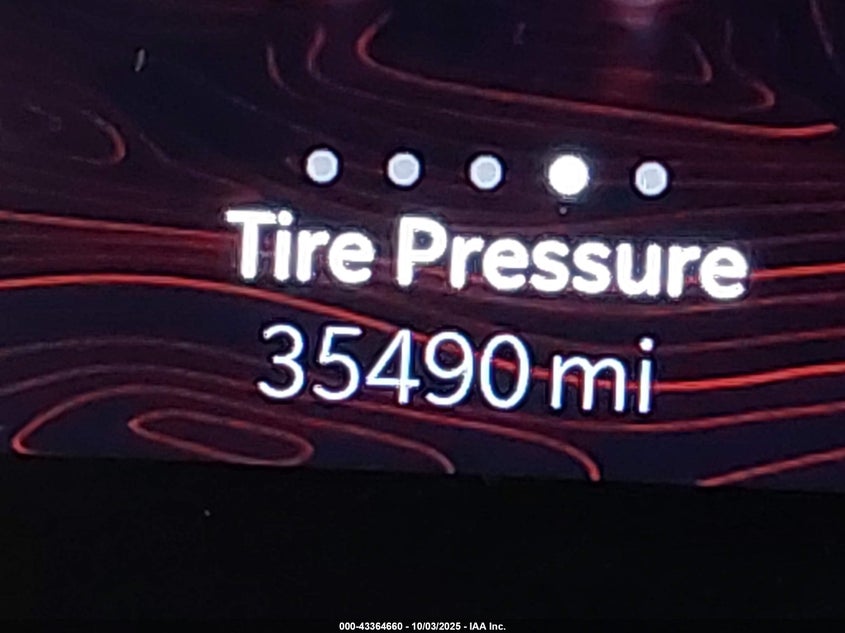 Tire Pressure
35490 mi
000-43364660 - 10/03/2025 - IAA Inc.